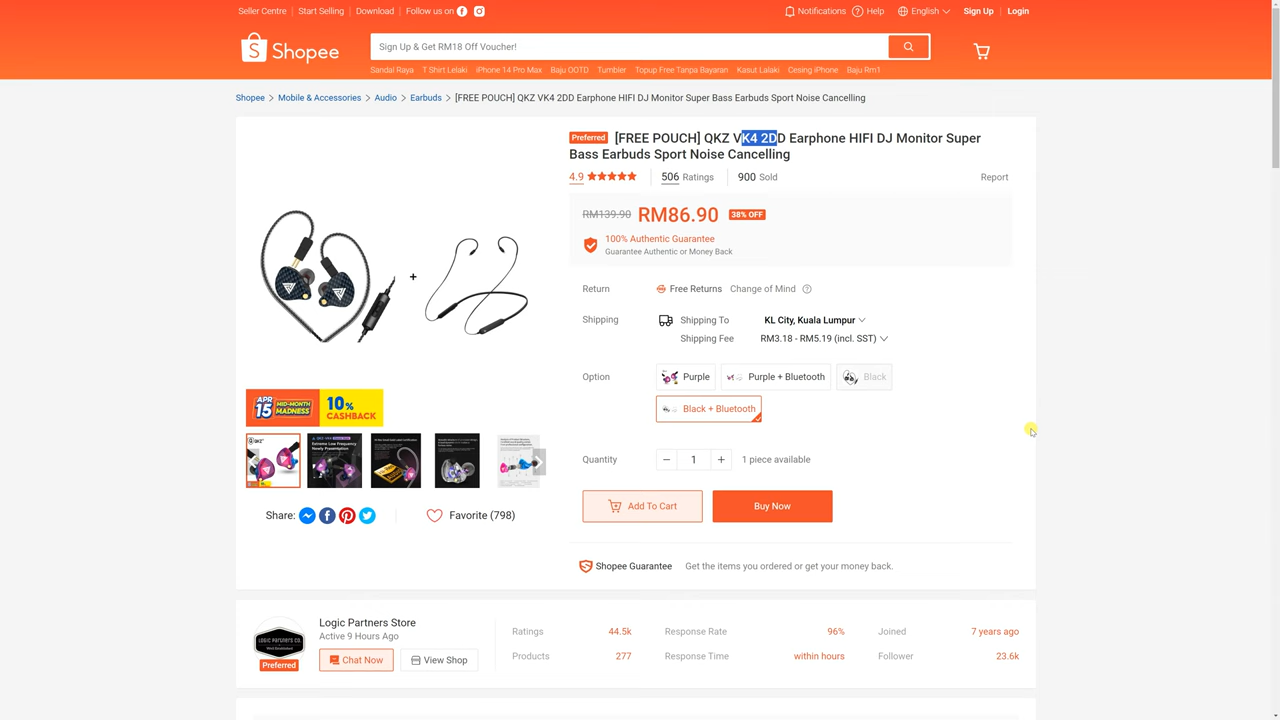 Seller Centre Start Selling Download Follow us on Notifications Help English Sign Up Login
Shopee
Sign Up & Get RM18 Off Voucher!
Sandal Raya T Shirt Lelaki iPhone 14 Pro Max Baju OOTD Tumbler Topup Free Tanpa Bayaran Kasut Lalaki Cesing iPhone Baju Rm1
Shopee > Mobile & Accessories > Audio > Earbuds > [FREE POUCH] QKZ VK4 2DD Earphone HIFI DJ Monitor Super Bass Earbuds Sport Noise Cancelling
Preferred [FREE POUCH] QKZ VK4 2DD Earphone HIFI DJ Monitor Super
Bass Earbuds Sport Noise Cancelling
4.9 506 Ratings 900 Sold Report
RM139.90 RM86.90 38% OFF
100% Authentic Guarantee
Guarantee Authentic or Money Back
Return Free Returns Change of Mind
Shipping Shipping To KL City, Kuala Lumpur
Shipping Fee RM3.18 - RM5.19 (incl. SST)
Option Purple Purple + Bluetooth Black
Black + Bluetooth
Quantity - 1 + 1 piece available
Add To Cart Buy Now
Shopee Guarantee Get the items you ordered or get your money back.
+
APR 15 MID-MONTH MADNESS 10% CASHBACK
Share: Favorite (798)
Logic Partners Store
Active 9 Hours Ago
LOGIC PARTNERS CO.
Preferred
Chat Now View Shop
Ratings 44.5k Response Rate 96% Joined 7 years ago
Products 277 Response Time within hours Follower 23.6k